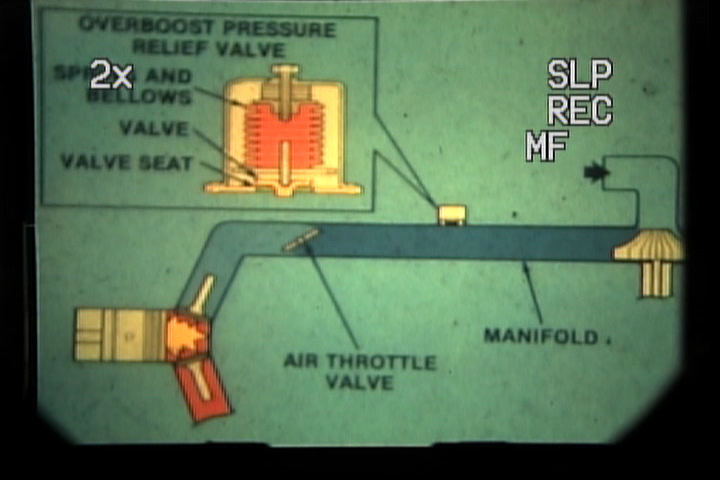 OVERBOOST PRESSURE
RELIEF VALVE
2x
AND
BELLOWS
VALVE
VALVE SEAT
SLP
REC
MF
MANIFOLD
AIR THROTTLE
VALVE